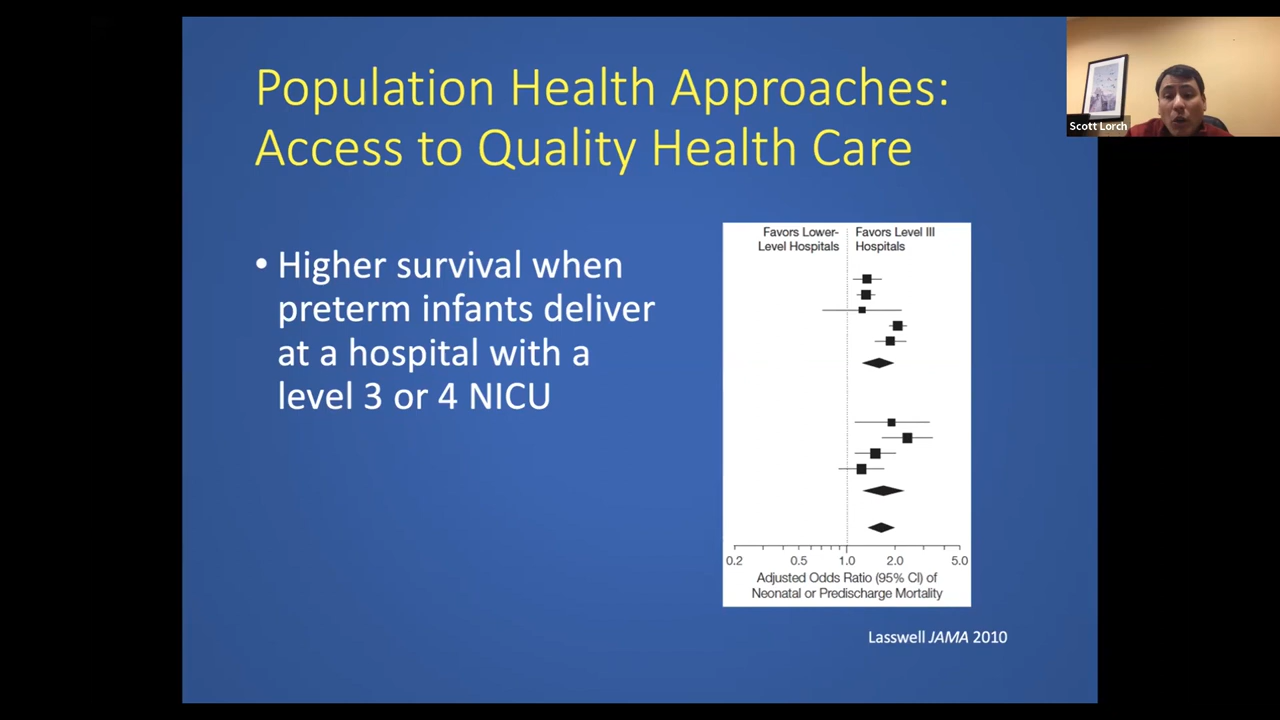 Population Health Approaches:
Access to Quality Health Care
• Higher survival when
preterm infants deliver
at a hospital with a
level 3 or 4 NICU
Favors Lower-
Level Hospitals
Favors Level III
Hospitals
0.2 0.5 1.0 2.0 5.0
Adjusted Odds Ratio (95% CI) of
Neonatal or Predischarge Mortality
Lasswell JAMA 2010
Scott Lorch